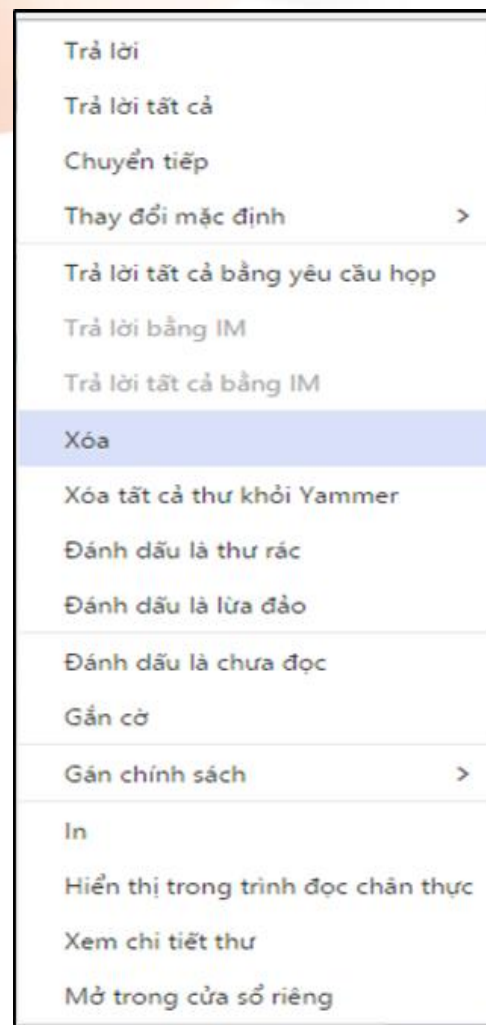 Trả lời
Trả lời tất cả
Chuyển tiếp
Thay đổi mặc định >
Trả lời tất cả bằng yêu cầu họp
Trả lời bằng IM
Trả lời tất cả bằng IM
Xóa
Xóa tất cả thư khỏi Yammer
Đánh dấu là thư rác
Đánh dấu là lừa đảo
Đánh dấu là chưa đọc
Gắn cờ
Gán chính sách >
In
Hiển thị trong trình đọc chân thực
Xem chi tiết thư
Mở trong cửa sổ riêng